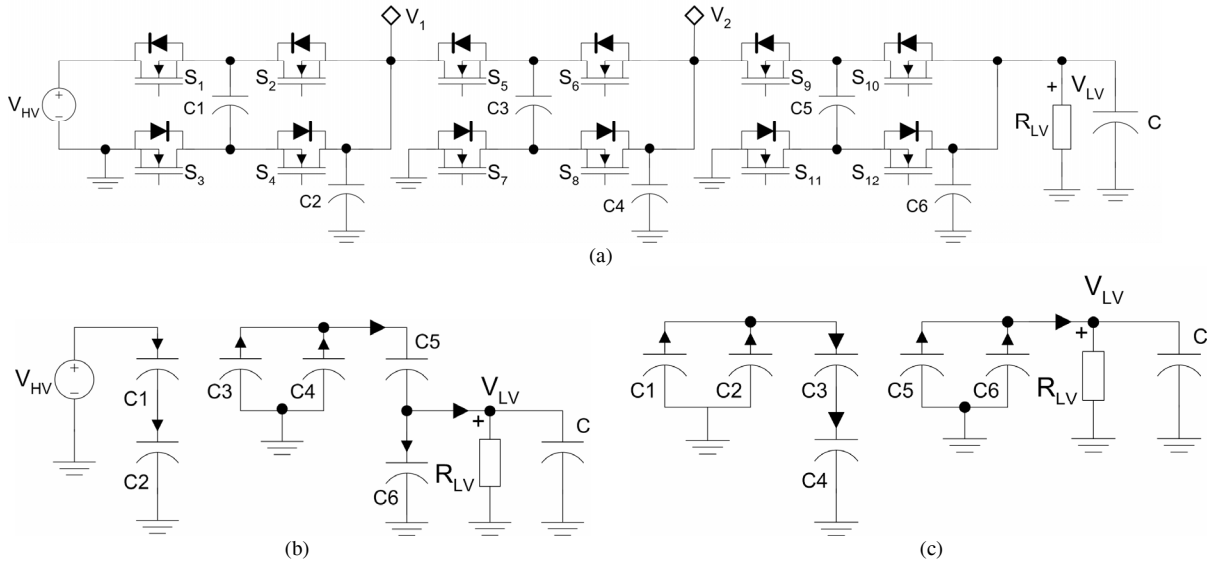 V1 V2
S1 S2 S5 S6 S9 S10
VHV C1 C3 C5 + VLV RLV C
S3 S4 S7 S8 S11 S12
C2 C4 C6
(a)
VHV C1 C3 C4 C5 VLV + C
C2 C6 RLV
(b)
VLV
C1 C2 C3 C5 C6 + RLV C
C4
(c)